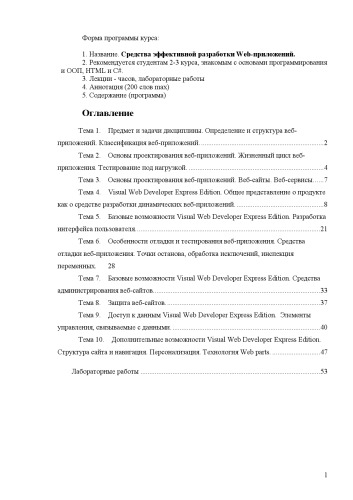 Форма программы курса:
1. Название. Средства эффективной разработки Web-приложений.
2. Рекомендуется студентам 2-3 курса, знакомым с основами программирования
и ООП, HTML и C#.
3. Лекции - часов, лабораторные работы
4. Аннотация (200 слов max)
5. Содержание (программа)
Оглавление
Тема 1. Предмет и задачи дисциплины. Определение и структура веб-
приложений. Классификация веб-приложений. 2
Тема 2. Основы проектирования веб-приложений. Жизненный цикл веб-
приложения. Тестирование под нагрузкой. 4
Тема 3. Основы проектирования веб-приложений. Веб-сайты. Веб-сервисы. 7
Тема 4. Visual Web Developer Express Edition. Общее представление о продукте
как о средстве разработки динамических веб-приложений. 8
Тема 5. Базовые возможности Visual Web Developer Express Edition. Разработка
интерфейса пользователя. 21
Тема 6. Особенности отладки и тестирования веб-приложения. Средства
отладки веб-приложения. Точки останова, обработка исключений, инспекция
переменных. 28
Тема 7. Базовые возможности Visual Web Developer Express Edition. Средства
администрирования веб-сайтов. 33
Тема 8. Защита веб-сайтов. 37
Тема 9. Доступ к данным Visual Web Developer Express Edition. Элементы
управления, связываемые с данными. 40
Тема 10. Дополнительные возможности Visual Web Developer Express Edition.
Структура сайта и навигация. Персонализация. Технология Web parts. 47
Лабораторные работы 53
1